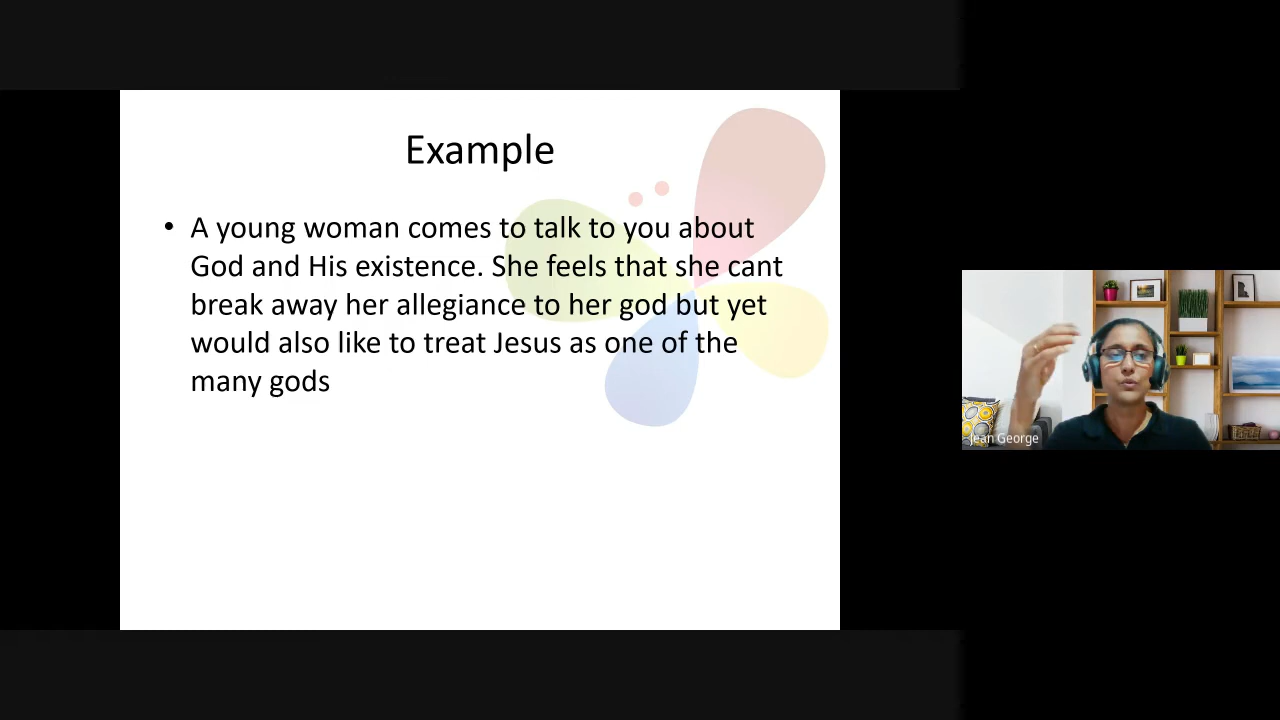 Example
• A young woman comes to talk to you about
God and His existence. She feels that she cant
break away her allegiance to her god but yet
would also like to treat Jesus as one of the
many gods
Jean George